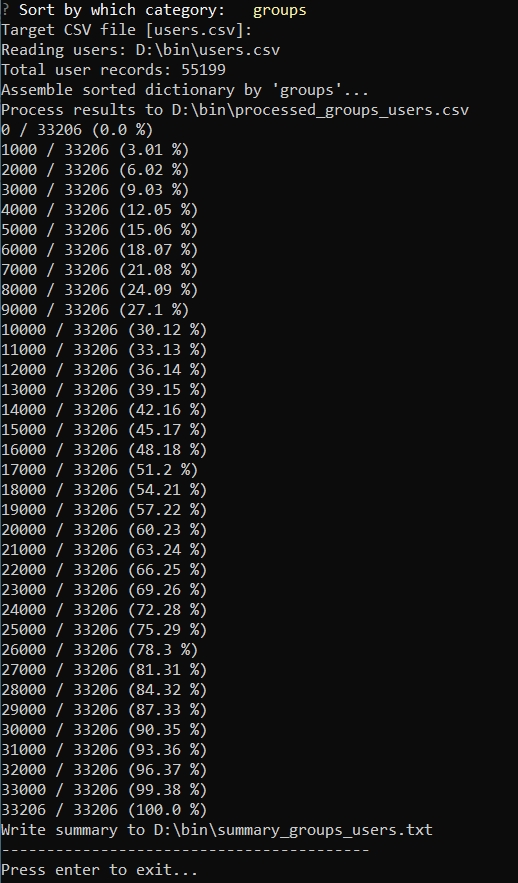 ? Sort by which category:   groups
Target CSV file [users.csv]:
Reading users: D:\bin\users.csv
Total user records: 55199
Assemble sorted dictionary by 'groups'...
Process results to D:\bin\processed_groups_users.csv
0 / 33206 (0.0 %)
1000 / 33206 (3.01 %)
2000 / 33206 (6.02 %)
3000 / 33206 (9.03 %)
4000 / 33206 (12.05 %)
5000 / 33206 (15.06 %)
6000 / 33206 (18.07 %)
7000 / 33206 (21.08 %)
8000 / 33206 (24.09 %)
9000 / 33206 (27.1 %)
10000 / 33206 (30.12 %)
11000 / 33206 (33.13 %)
12000 / 33206 (36.14 %)
13000 / 33206 (39.15 %)
14000 / 33206 (42.16 %)
15000 / 33206 (45.17 %)
16000 / 33206 (48.18 %)
17000 / 33206 (51.2 %)
18000 / 33206 (54.21 %)
19000 / 33206 (57.22 %)
20000 / 33206 (60.23 %)
21000 / 33206 (63.24 %)
22000 / 33206 (66.25 %)
23000 / 33206 (69.26 %)
24000 / 33206 (72.28 %)
25000 / 33206 (75.29 %)
26000 / 33206 (78.3 %)
27000 / 33206 (81.31 %)
28000 / 33206 (84.32 %)
29000 / 33206 (87.33 %)
30000 / 33206 (90.35 %)
31000 / 33206 (93.36 %)
32000 / 33206 (96.37 %)
33000 / 33206 (99.38 %)
33206 / 33206 (100.0 %)
Write summary to D:\bin\summary_groups_users.txt
-----------------------------------------
Press enter to exit...